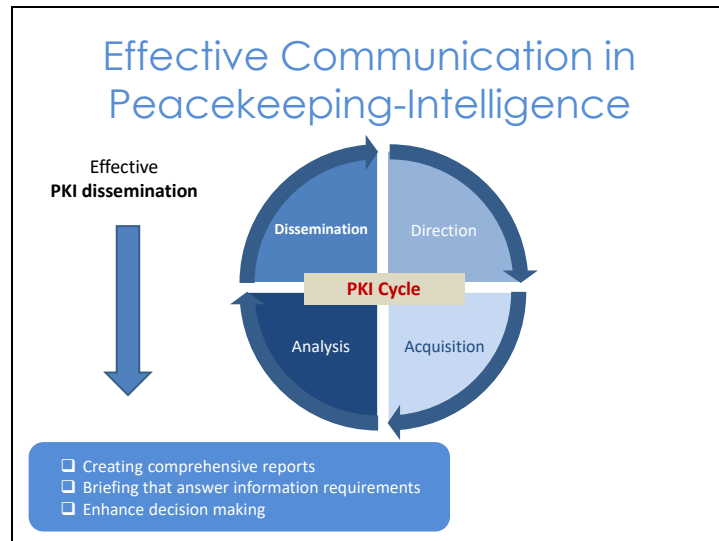 Effective Communication in
Peacekeeping-Intelligence
Effective
PKI dissemination
Dissemination
Direction
PKI Cycle
Analysis
Acquisition
❑ Creating comprehensive reports
❑ Briefing that answer information requirements
❑ Enhance decision making